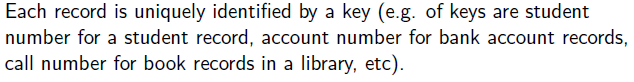 Each record is uniquely identified by a key (e.g. of keys are student
number for a student record, account number for bank account records,
call number for book records in a library, etc).